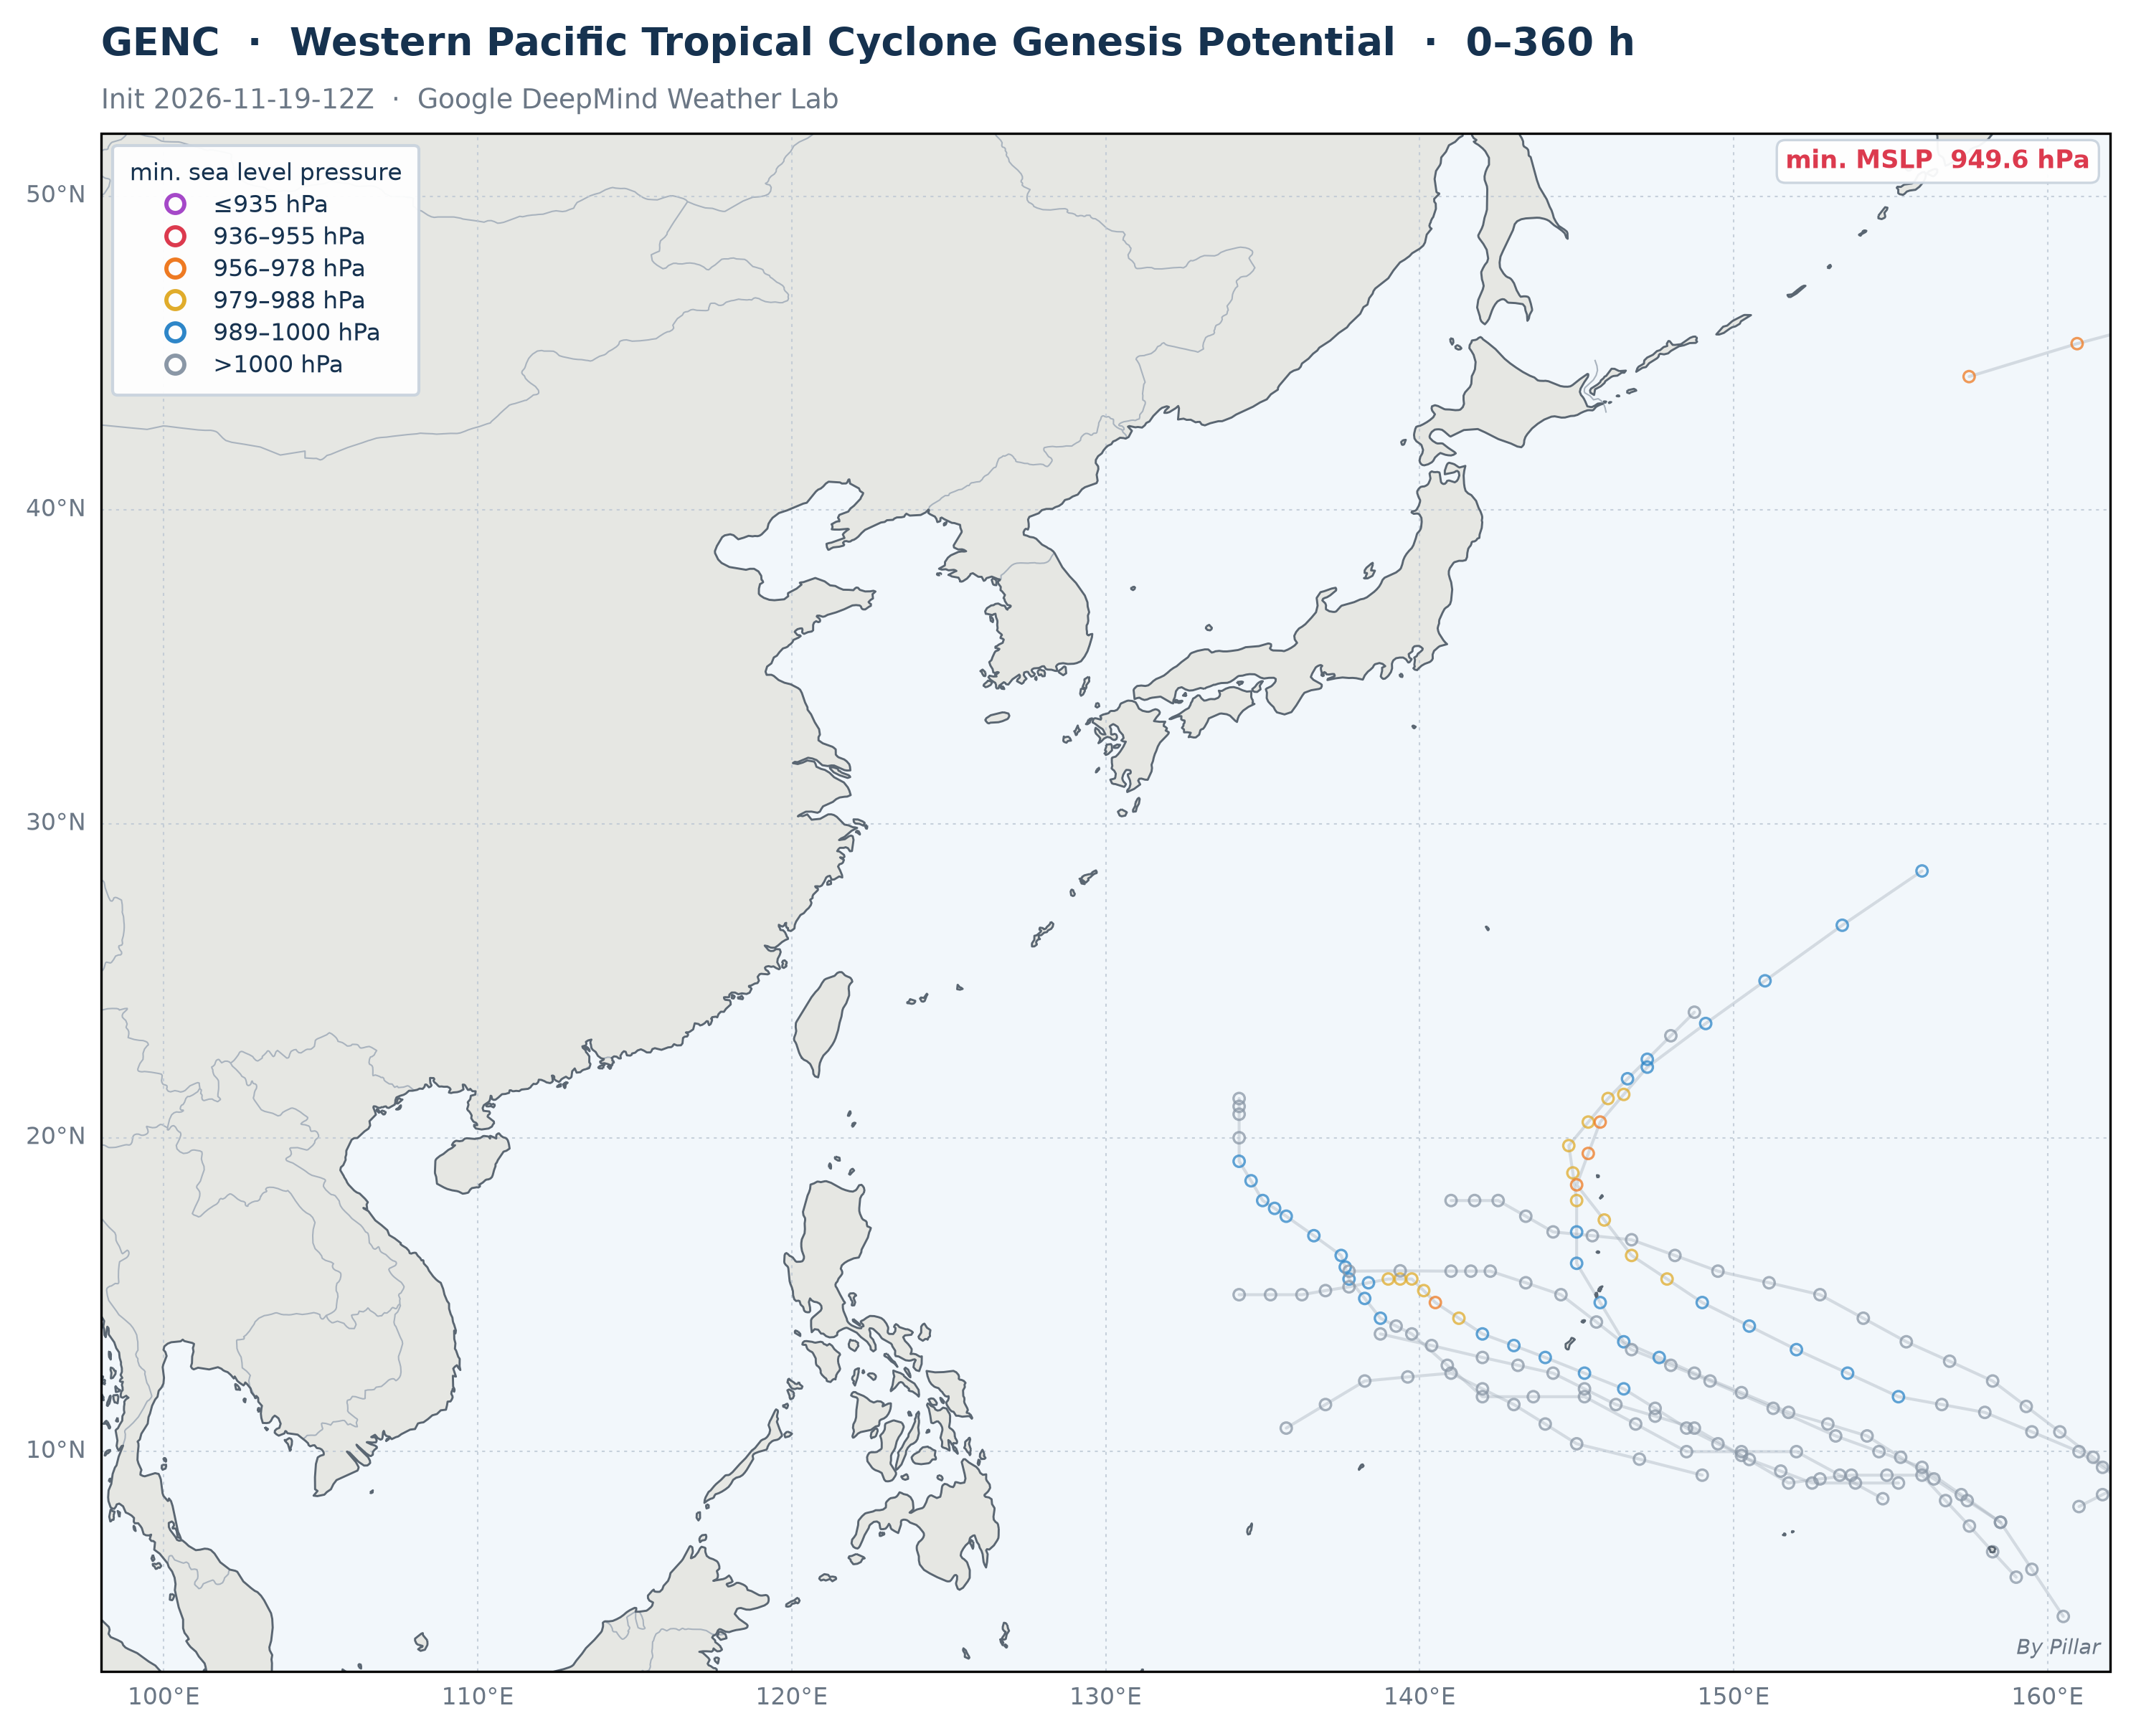 GENC · Western Pacific Tropical Cyclone Genesis Potential · 0–360 h
Init 2026-11-19-12Z · Google DeepMind Weather Lab
min. sea level pressure
≤935 hPa
936–955 hPa
956–978 hPa
979–988 hPa
989–1000 hPa
>1000 hPa
min. MSLP 949.6 hPa
50°N
40°N
30°N
20°N
10°N
By Pillar
100°E
110°E
120°E
130°E
140°E
150°E
160°E